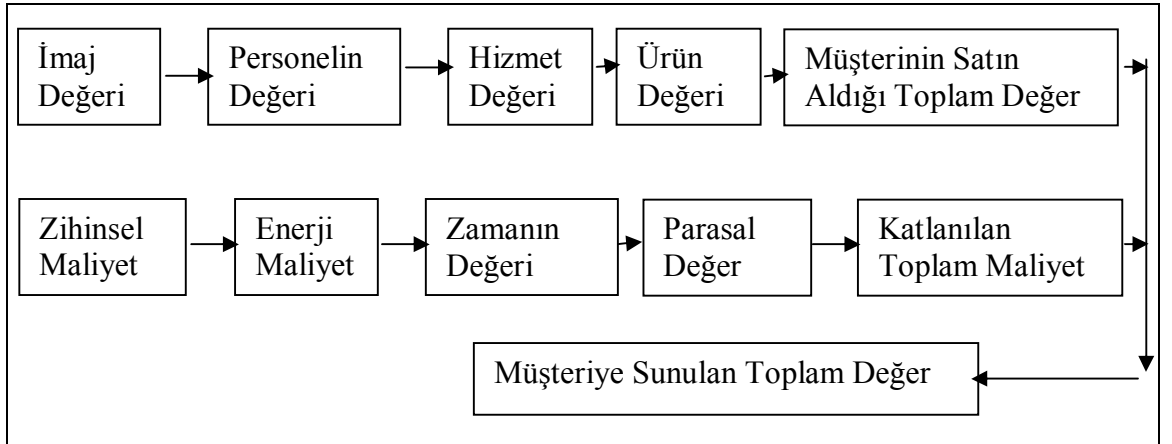 İmaj
Değeri
Personelin
Değeri
Hizmet
Değeri
Ürün
Değeri
Müşterinin Satın
Aldığı Toplam Değer
Zihinsel
Maliyet
Enerji
Maliyet
Zamanın
Değeri
Parasal
Değer
Katlanılan
Toplam Maliyet
Müşteriye Sunulan Toplam Değer